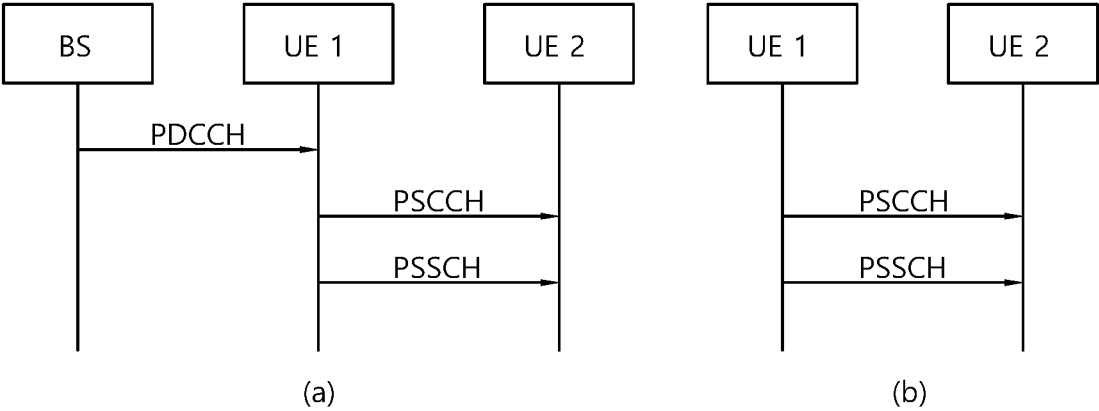 BS UE 1 UE 2 UE 1 UE 2
PDCCH
PSCCH PSCCH
PSSCH PSSCH
(a) (b)